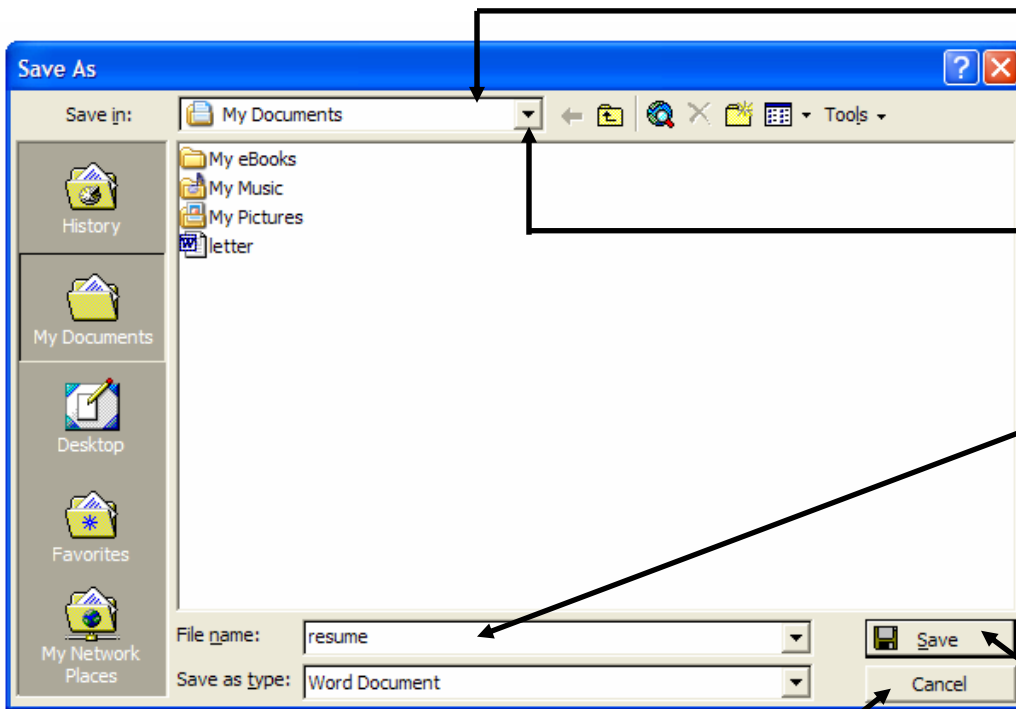 Save As
Save in:
My Documents
Tools
My eBooks
My Music
My Pictures
letter
History
My Documents
Desktop
Favorites
My Network
Places
File name:
resume
Save
Save as type:
Word Document
Cancel